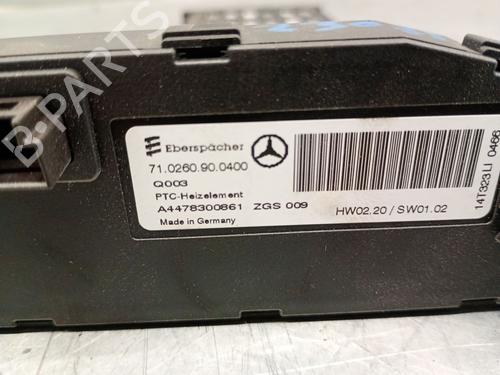 Eberspächer
71.0260.90.0400
Q003
PTC-Heizelement
A4478300861 ZGS 009
Made in Germany
HW02.20 / SW01.02
14T323LI 0466
B-PARTS